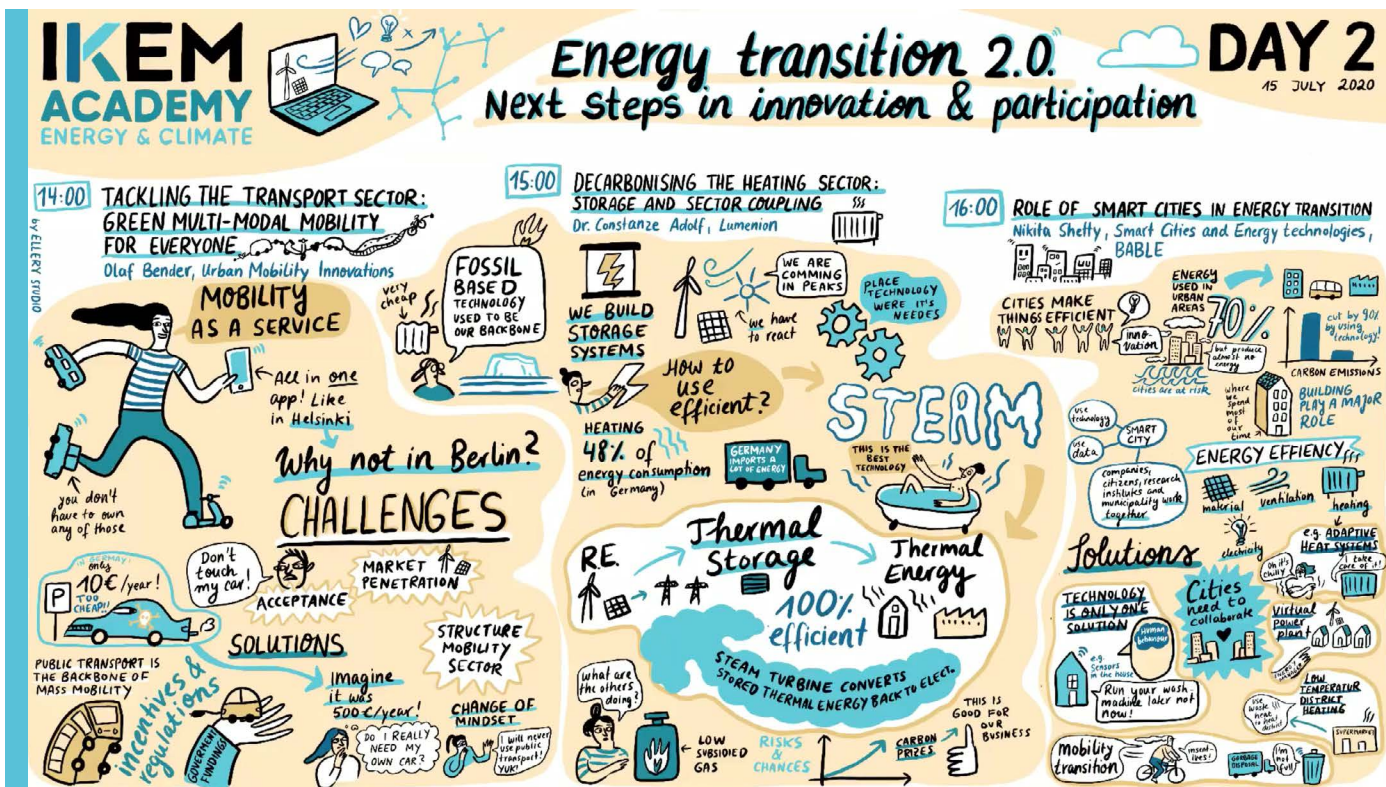 IKEM
ACADEMY
ENERGY & CLIMATE
Energy transition 2.0.
Next steps in innovation & participation
DAY 2
15 JULY 2020
by ELLERY STUDIO
14:00
TACKLING THE TRANSPORT SECTOR:
GREEN MULTI-MODAL MOBILITY
FOR EVERYONE
Olaf Bender, Urban Mobility Innovations
MOBILITY
AS A SERVICE
All in one
app! Like
in Helsinki
you don't
have to own
any of those
Why not in Berlin?
CHALLENGES
IN GERMANY:
only
10€/year!
TOO
CHEAP!!
P
Don't
touch
my car!
ACCEPTANCE
MARKET
PENETRATION
STRUCTURE
MOBILITY
SECTOR
SOLUTIONS
PUBLIC TRANSPORT IS
THE BACKBONE OF
MASS MOBILITY
incentives &
regulations
GOVERMENT
FUNDINGS
Imagine
it was
500€/year!
DO I REALLY
NEED MY
OWN CAR?
CHANGE OF
MINDSET
I will never
use public
transport!
YUK!
15:00
DECARBONISING THE HEATING SECTOR:
STORAGE AND SECTOR COUPLING
Dr. Constanze Adolf, Lumenion
very
cheap
FOSSIL
BASED
TECHNOLOGY
USED TO BE
OUR BACKBONE
WE BUILD
STORAGE
SYSTEMS
WE ARE
COMMING
IN PEAKS
we have
to react
PLACE
TECHNOLOGY
WERE IT'S
NEEDES
How to
use
efficient?
HEATING
48% of
energy consumption
(in Germany)
GERMANY
IMPORTS A
LOT OF ENERGY
STEAM
THIS IS THE
BEST
TECHNOLOGY
R.E.
Thermal
Storage
Thermal
Energy
100%
efficient
STEAM TURBINE CONVERTS
STORED THERMAL ENERGY BACK TO ELECT.
What are
the others
doing?
LOW
SUBSIDIED
GAS
RISKS
& CHANCES
CARBON
PRIZES
THIS IS
GOOD FOR
OUR
BUSINESS
16:00
ROLE OF SMART CITIES IN ENERGY TRANSITION
Nikita Shetty, Smart Cities and Energy technologies,
BABLE
CITIES MAKE
THINGS EFFICIENT
inno-
vation
ENERGY
USED IN
URBAN
AREAS
70%
but produce
almost no
energy
cities are at risk
cut by 90%
by using
technology!
CARBON EMISSIONS
where
we
spend
most
of our
time
BUILDING
PLAY A MAJOR
ROLE
use
technology
use
data
SMART
CITY
companies,
citizens, research
institutes and
municipality work
together
ENERGY EFFIENCY
material
ventilation
heating
electricity
e.g. ADAPTIVE
HEAT SYSTEMS
Oh it's
chilly
I take
care of it!
Solutions
TECHNOLOGY
IS ONLY ONE
SOLUTION
Human
behaviour
e.g.
Sensors
in the house
Run your wash-
machine later not
now!
Cities
need to
collaborate
Virtual
power
plant
LOW
TEMPERATUR
DISTRICT
HEATING
use
waste
heat
to heat
district
SUPERMARKET
mobility
transition
insent-
ives!
GARBAGE
DISPOSAL
I'm
not
full!